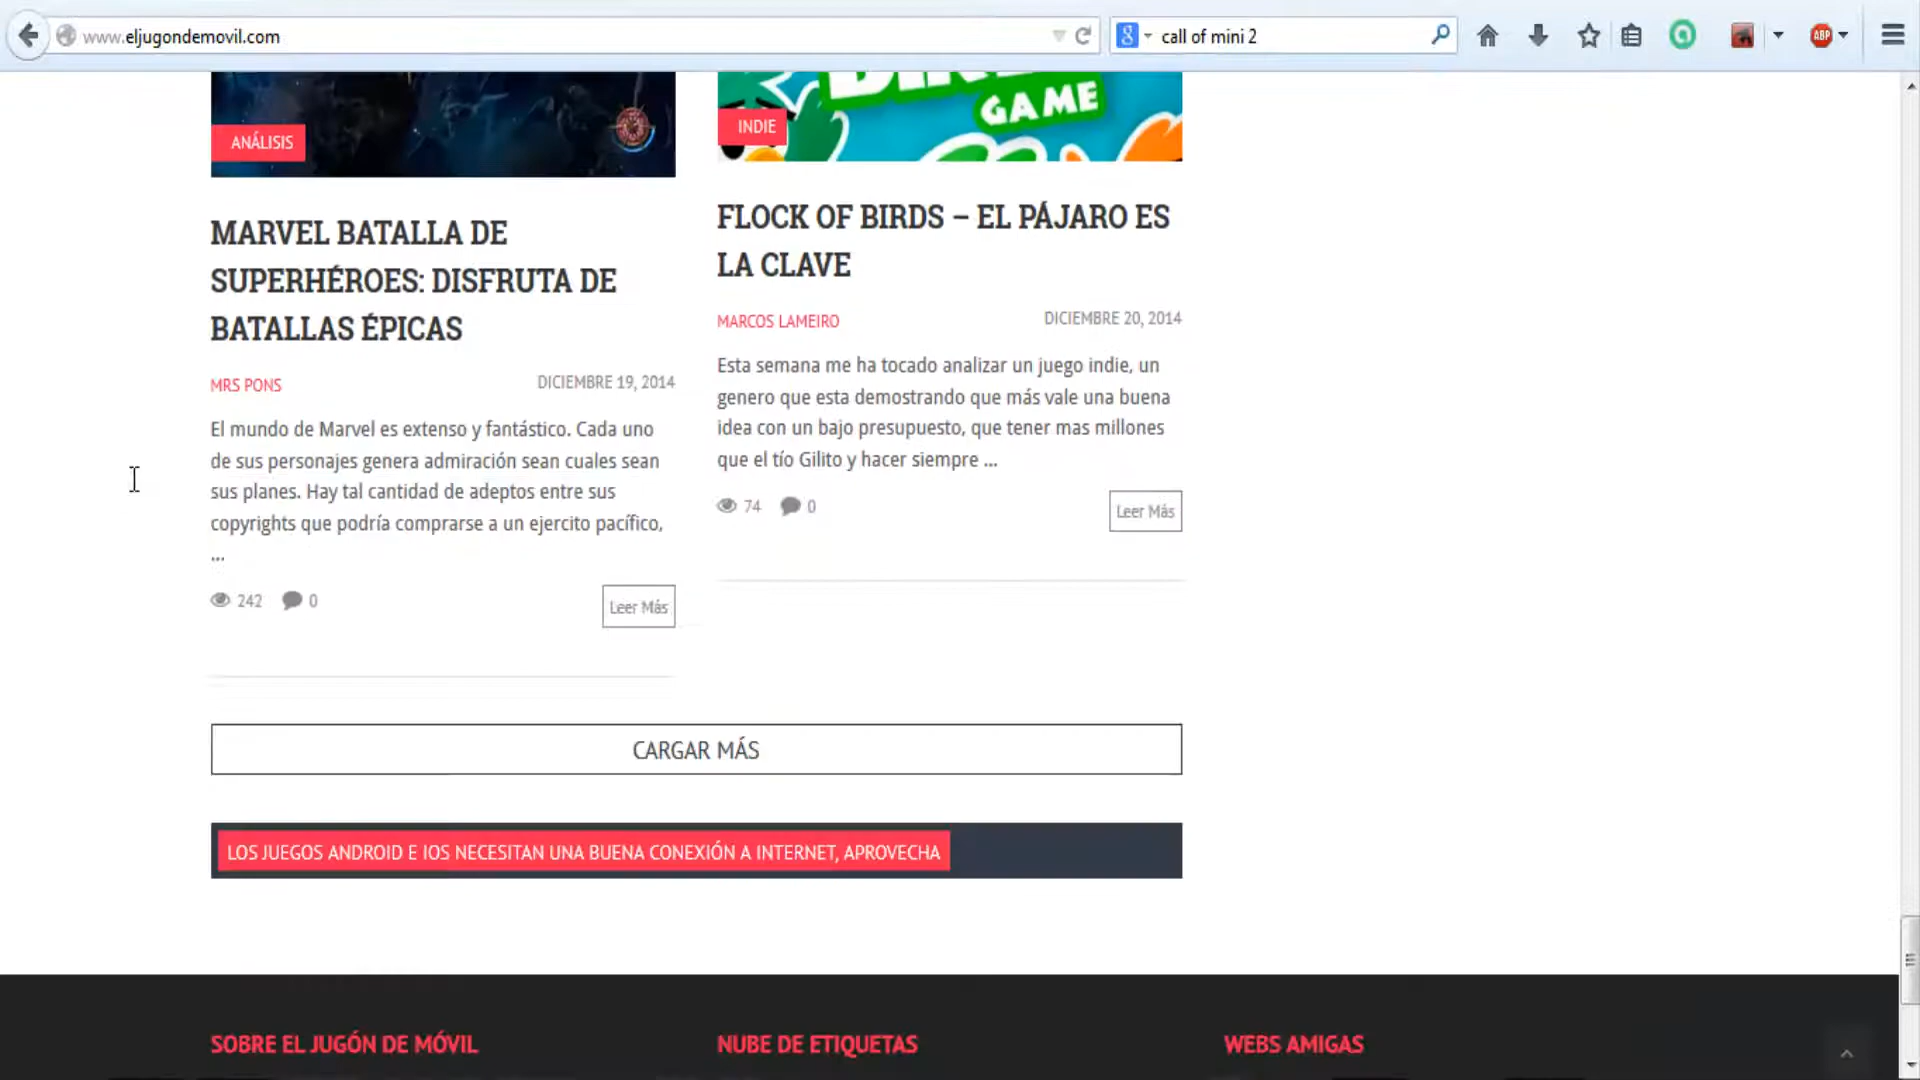 www.eljugondemovil.com
call of mini 2
ABP
ANÁLISIS
MARVEL BATALLA DE
SUPERHÉROES: DISFRUTA DE
BATALLAS ÉPICAS
MRS PONS
DICIEMBRE 19, 2014
El mundo de Marvel es extenso y fantástico. Cada uno
de sus personajes genera admiración sean cuales sean
sus planes. Hay tal cantidad de adeptos entre sus
copyrights que podría comprarse a un ejercito pacífico,
...
242
0
Leer Más
GAME
INDIE
FLOCK OF BIRDS – EL PÁJARO ES
LA CLAVE
MARCOS LAMEIRO
DICIEMBRE 20, 2014
Esta semana me ha tocado analizar un juego indie, un
genero que esta demostrando que más vale una buena
idea con un bajo presupuesto, que tener mas millones
que el tío Gilito y hacer siempre ...
74
0
Leer Más
CARGAR MÁS
LOS JUEGOS ANDROID E IOS NECESITAN UNA BUENA CONEXIÓN A INTERNET, APROVECHA
SOBRE EL JUGÓN DE MÓVIL
NUBE DE ETIQUETAS
WEBS AMIGAS